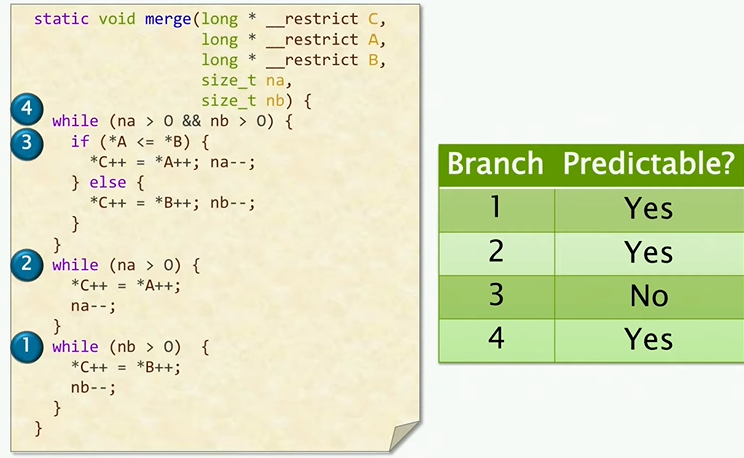 static void merge(long * __restrict C,
long * __restrict A,
long * __restrict B,
size_t na,
size_t nb) {
4
while (na > 0 && nb > 0) {
3
if (*A <= *B) {
*C++ = *A++; na--;
} else {
*C++ = *B++; nb--;
}
}
2
while (na > 0) {
*C++ = *A++;
na--;
}
1
while (nb > 0) {
*C++ = *B++;
nb--;
}
}
Branch Predictable?
1 Yes
2 Yes
3 No
4 Yes